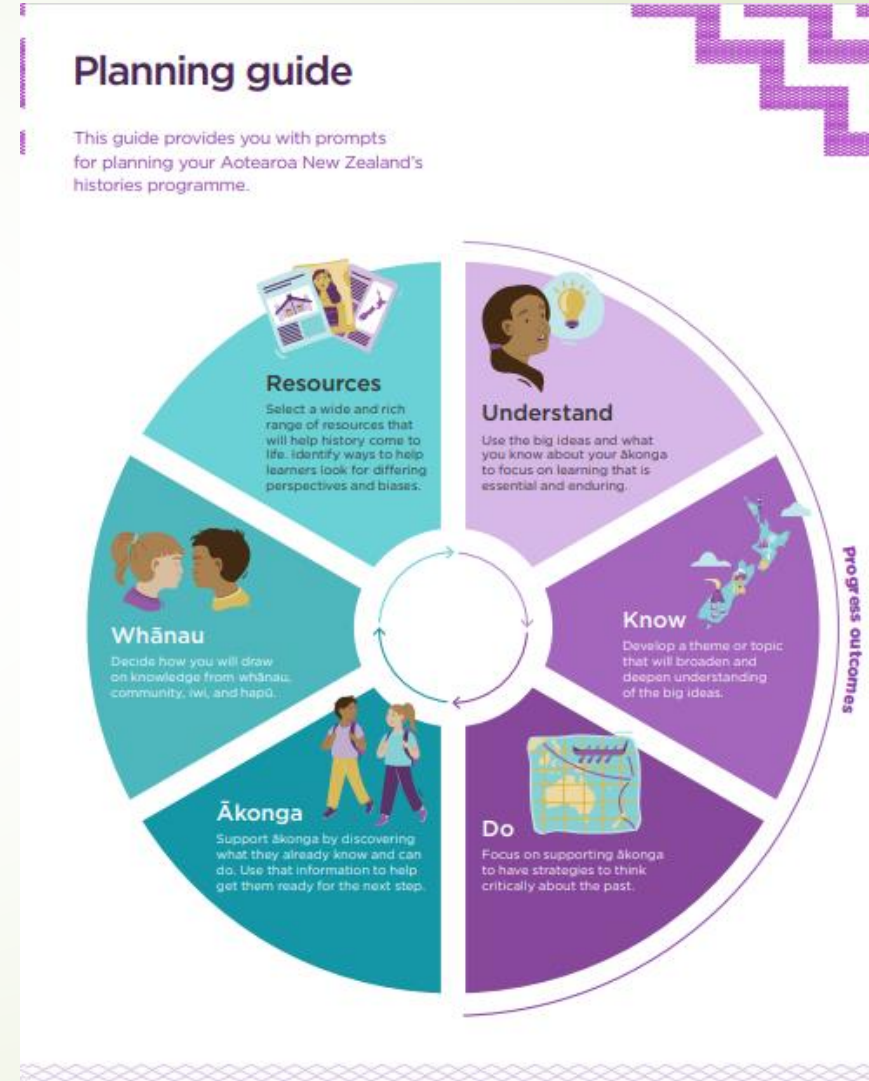 Planning guide
This guide provides you with prompts
for planning your Aotearoa New Zealand's
histories programme.
Resources
Select a wide and rich
range of resources that
will help history come to
life. Identify ways to help
learners look for differing
perspectives and biases.
Understand
Use the big ideas and what
you know about your ākonga
to focus on learning that is
essential and enduring.
Know
Develop a theme or topic
that will broaden and
deepen understanding
of the big ideas.
progress outcomes
Do
Focus on supporting ākonga
to have strategies to think
critically about the past.
Ākonga
Support ākonga by discovering
what they already know and can
do. Use that information to help
get them ready for the next step.
Whānau
Decide how you will draw
on knowledge from whānau,
community, iwi, and hapū.